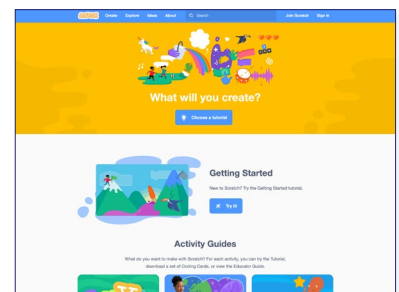 SCRATCH Create Explore Ideas About Search Join Scratch Sign in
What will you create?
Choose a tutorial
Getting Started
New to Scratch? Try the Getting Started tutorial.
Try it!
Activity Guides
What do you want to make with Scratch? For each activity, you can try the Tutorial,
download a set of Coding Cards, or view the Educator Guide.